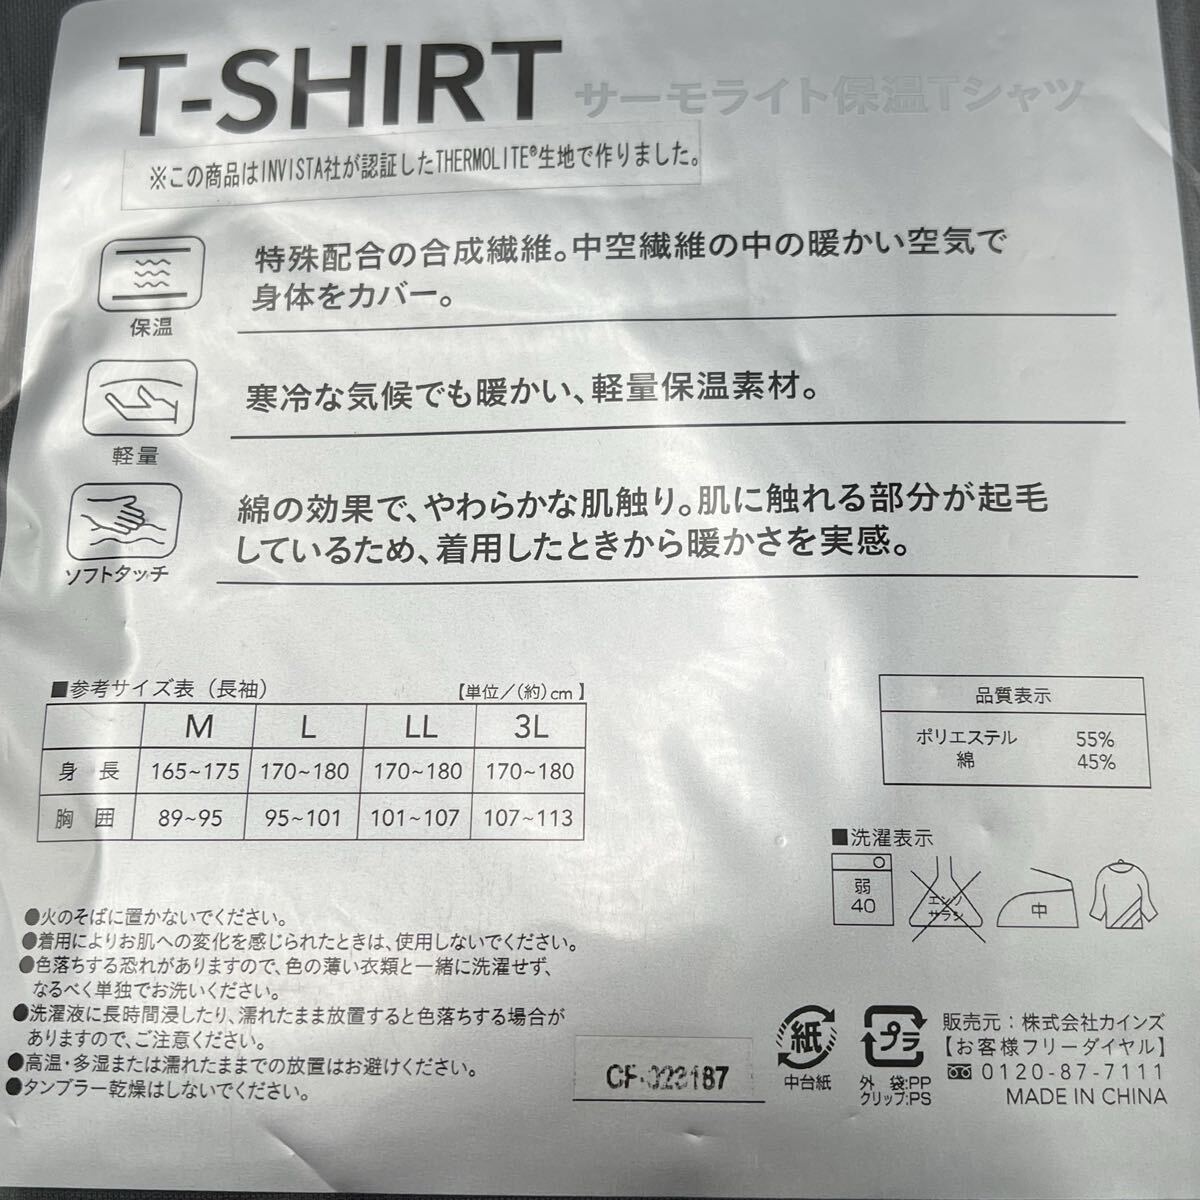 T-SHIRT サーモライト保温Tシャツ
※この商品はINVISTA社が認証したTHERMOLITE®生地で作りました。
特殊配合の合成繊維。中空繊維の中の暖かい空気で
身体をカバー。
保温
寒冷な気候でも暖かい、軽量保温素材。
軽量
綿の効果で、やわらかな肌触り。肌に触れる部分が起毛
しているため、着用したときから暖かさを実感。
ソフトタッチ
■参考サイズ表（長袖） 【単位／（約）cm】
M L LL 3L
身長 165~175 170~180 170~180 170~180
胸囲 89~95 95~101 101~107 107~113
品質表示
ポリエステル 55%
綿 45%
■洗濯表示
弱
40
エンソ
サラシ
中
●火のそばに置かないでください。
●着用によりお肌への変化を感じられたときは、使用しないでください。
●色落ちする恐れがありますので、色の薄い衣類と一緒に洗濯せず、
なるべく単独でお洗いください。
●洗濯液に長時間浸したり、濡れたまま放置すると色落ちする場合が
ありますので、ご注意ください。
●高温・多湿または濡れたままでの放置はお避けください。
●タンブラー乾燥はしないでください。
CF-323187
紙
中台紙
プラ
外 袋:PP
クリップ:PS
販売元：株式会社カインズ
【お客様フリーダイヤル】
0120-87-7111
MADE IN CHINA